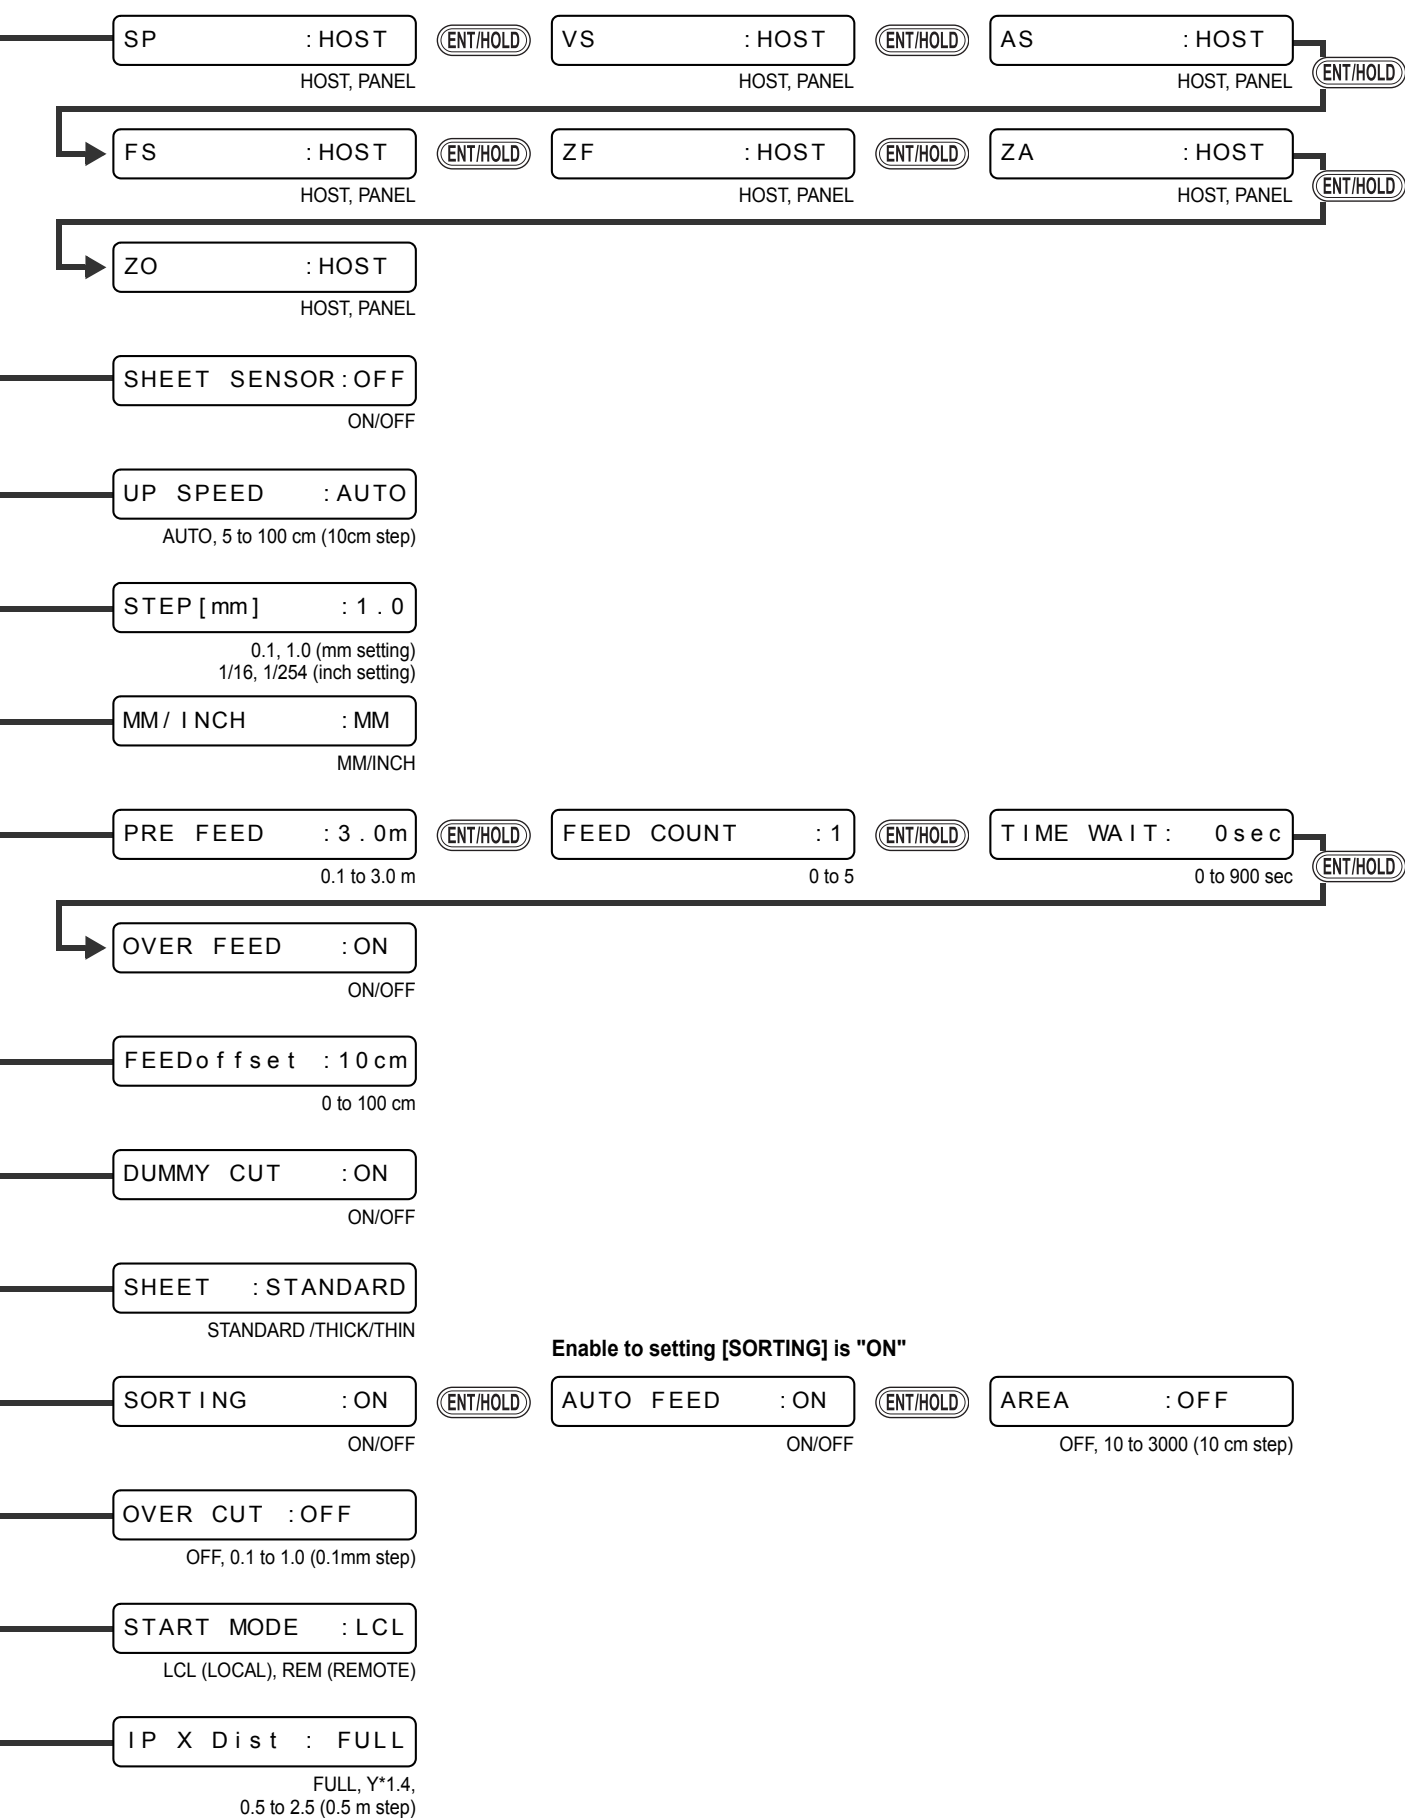 SP :HOST ENT/HOLD VS :HOST ENT/HOLD AS :HOST
ENT/HOLD
HOST, PANEL HOST, PANEL HOST, PANEL
FS :HOST ENT/HOLD ZF :HOST ENT/HOLD ZA :HOST
ENT/HOLD
HOST, PANEL HOST, PANEL HOST, PANEL
ZO :HOST
HOST, PANEL
SHEET SENSOR:OFF
ON/OFF
UP SPEED :AUTO
AUTO, 5 to 100 cm (10cm step)
STEP[mm] :1.0
0.1, 1.0 (mm setting)
1/16, 1/254 (inch setting)
MM/INCH :MM
MM/INCH
PRE FEED :3.0m ENT/HOLD FEED COUNT :1 ENT/HOLD TIME WAIT: 0sec
ENT/HOLD
0.1 to 3.0 m 0 to 5 0 to 900 sec
OVER FEED :ON
ON/OFF
FEEDoffset :10cm
0 to 100 cm
DUMMY CUT :ON
ON/OFF
SHEET :STANDARD
STANDARD /THICK/THIN
Enable to setting [SORTING] is "ON"
SORTING :ON ENT/HOLD AUTO FEED :ON ENT/HOLD AREA :OFF
ON/OFF ON/OFF OFF, 10 to 3000 (10 cm step)
OVER CUT :OFF
OFF, 0.1 to 1.0 (0.1mm step)
START MODE :LCL
LCL (LOCAL), REM (REMOTE)
IP X Dist : FULL
FULL, Y*1.4,
0.5 to 2.5 (0.5 m step)